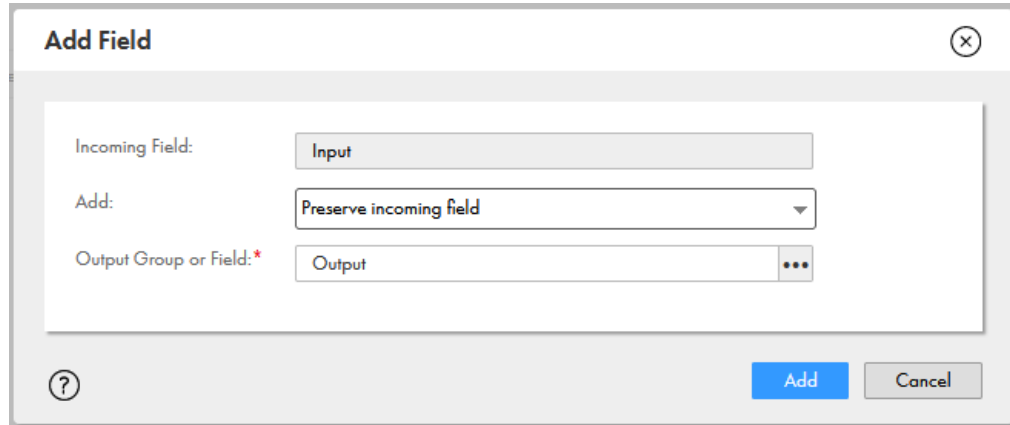 Add Field
Incoming Field: Input
Add: Preserve incoming field
Output Group or Field:* Output
Add Cancel